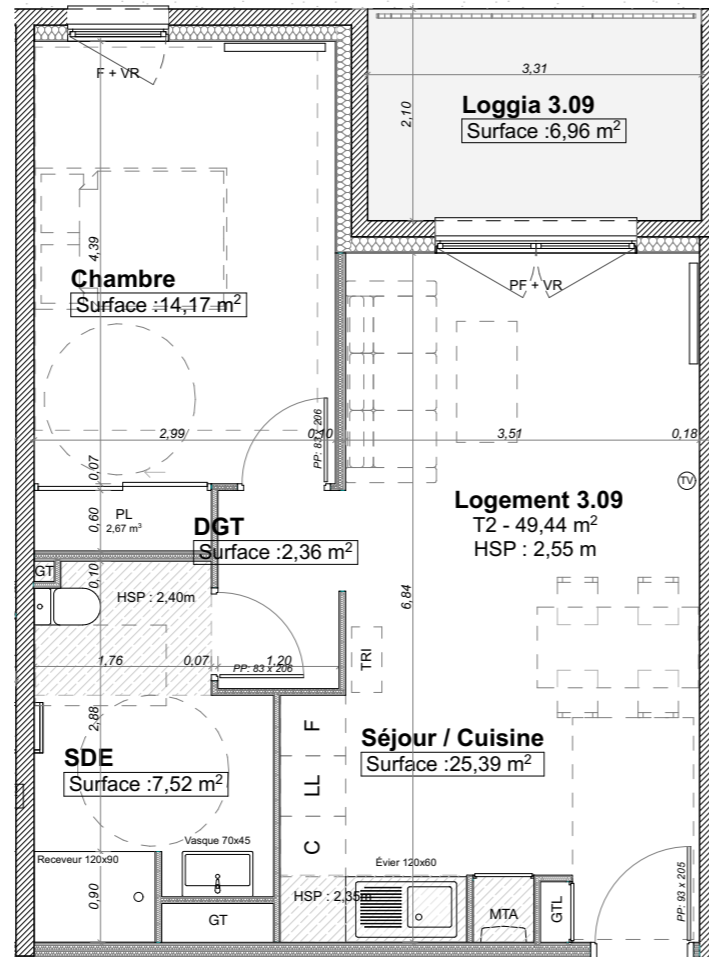 F + VR
3,31
Loggia 3.09
Surface :6,96 m²
2,10
4,39
Chambre
Surface :14,17 m²
PF + VR
2,99
0,10
PP: 83 x 206
3,51
0,18
0,07
TV
PL
2,67 m³
0,60
DGT
Surface :2,36 m²
Logement 3.09
T2 - 49,44 m²
HSP : 2,55 m
GT
0,10
HSP : 2,40m
6,84
1,76
0,07
1,20
PP: 83 x 206
TRI
2,88
F
SDE
Surface :7,52 m²
Séjour / Cuisine
Surface :25,39 m²
LL
C
Vasque 70x45
Receveur 120x90
Évier 120x60
0,90
HSP : 2,35m
GT
MTA
GTL
PP: 93 x 205